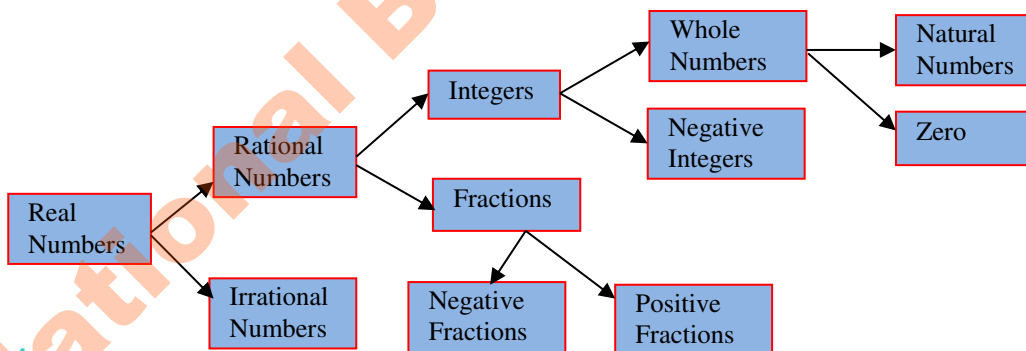 Real
Numbers
Rational
Numbers
Irrational
Numbers
Integers
Fractions
Whole
Numbers
Negative
Integers
Natural
Numbers
Zero
Negative
Fractions
Positive
Fractions
ational B